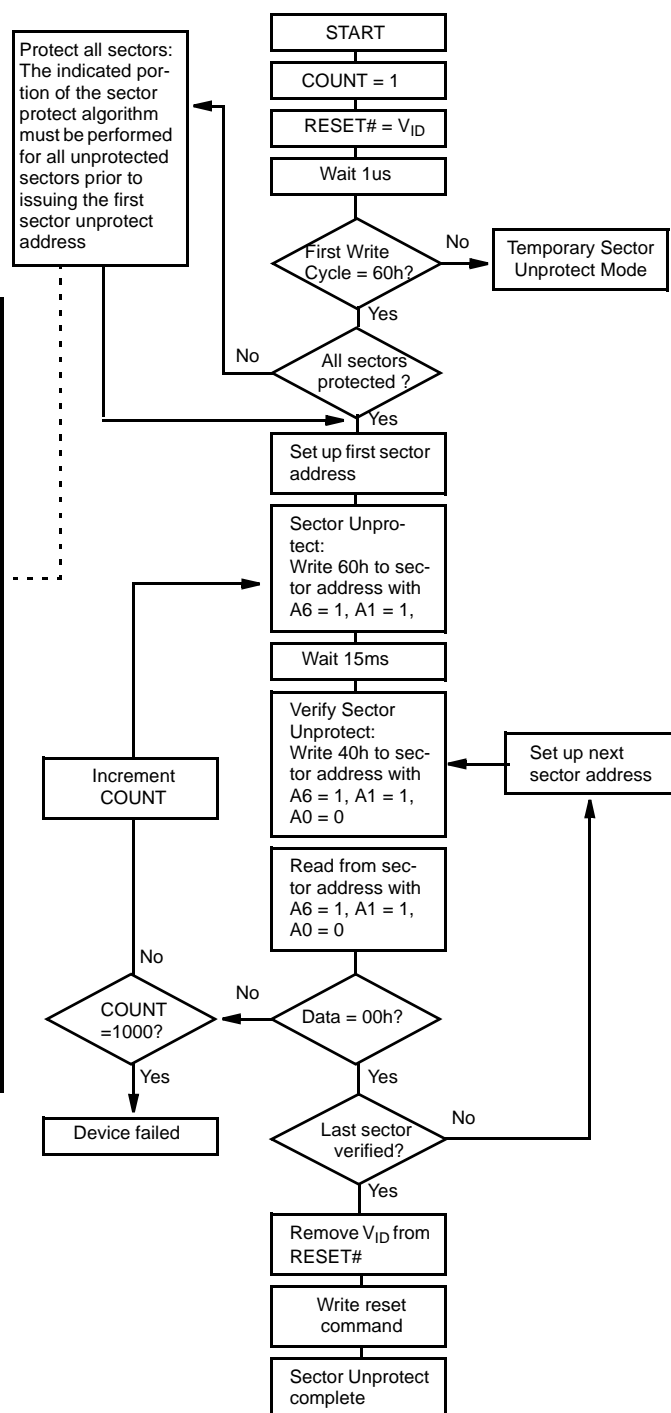 START
COUNT = 1
RESET# = VID
Wait 1us
First Write
Cycle = 60h?
No
Temporary Sector
Unprotect Mode
Yes
Protect all sectors:
The indicated por-
tion of the sector
protect algorithm
must be performed
for all unprotected
sectors prior to
issuing the first
sector unprotect
address
No
All sectors
protected ?
Yes
Set up first sector
address
Sector Unpro-
tect:
Write 60h to sec-
tor address with
A6 = 1, A1 = 1,
Wait 15ms
Verify Sector
Unprotect:
Write 40h to sec-
tor address with
A6 = 1, A1 = 1,
A0 = 0
Set up next
sector address
Increment
COUNT
Read from sec-
tor address with
A6 = 1, A1 = 1,
A0 = 0
No
COUNT
=1000?
No
Data = 00h?
Yes
Yes
Device failed
Last sector
verified?
No
Yes
Remove VID from
RESET#
Write reset
command
Sector Unprotect
complete